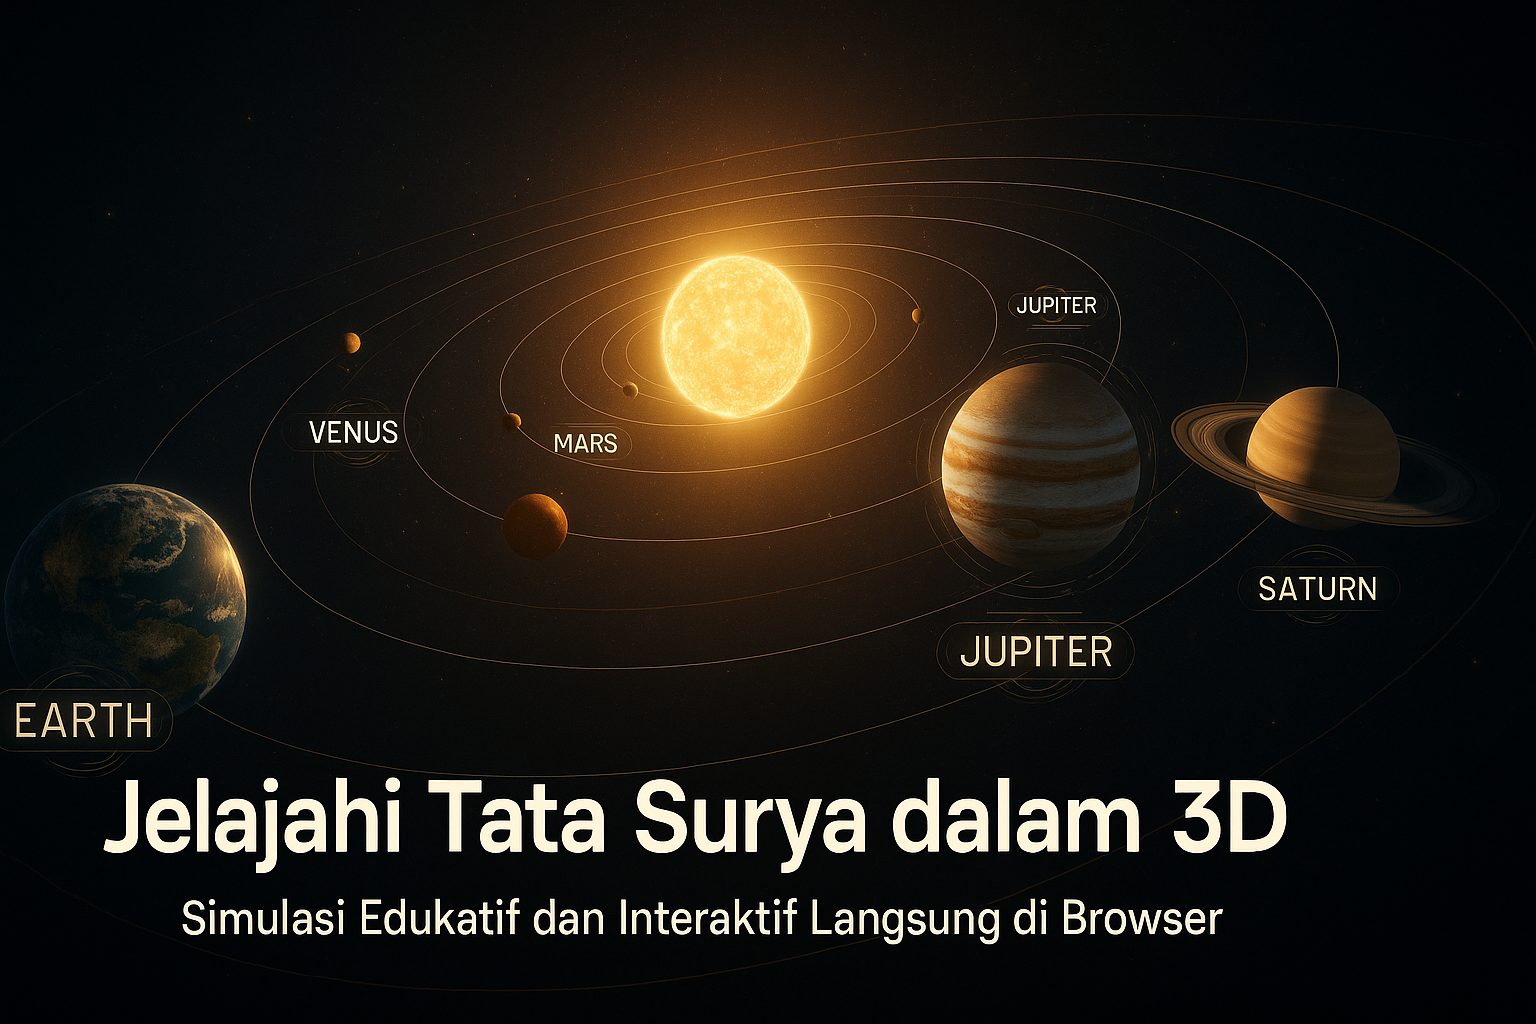 JUPITER
VENUS
MARS
SATURN
JUPITER
EARTH
Jelajahi Tata Surya dalam 3D
Simulasi Edukatif dan Interaktif Langsung di Browser